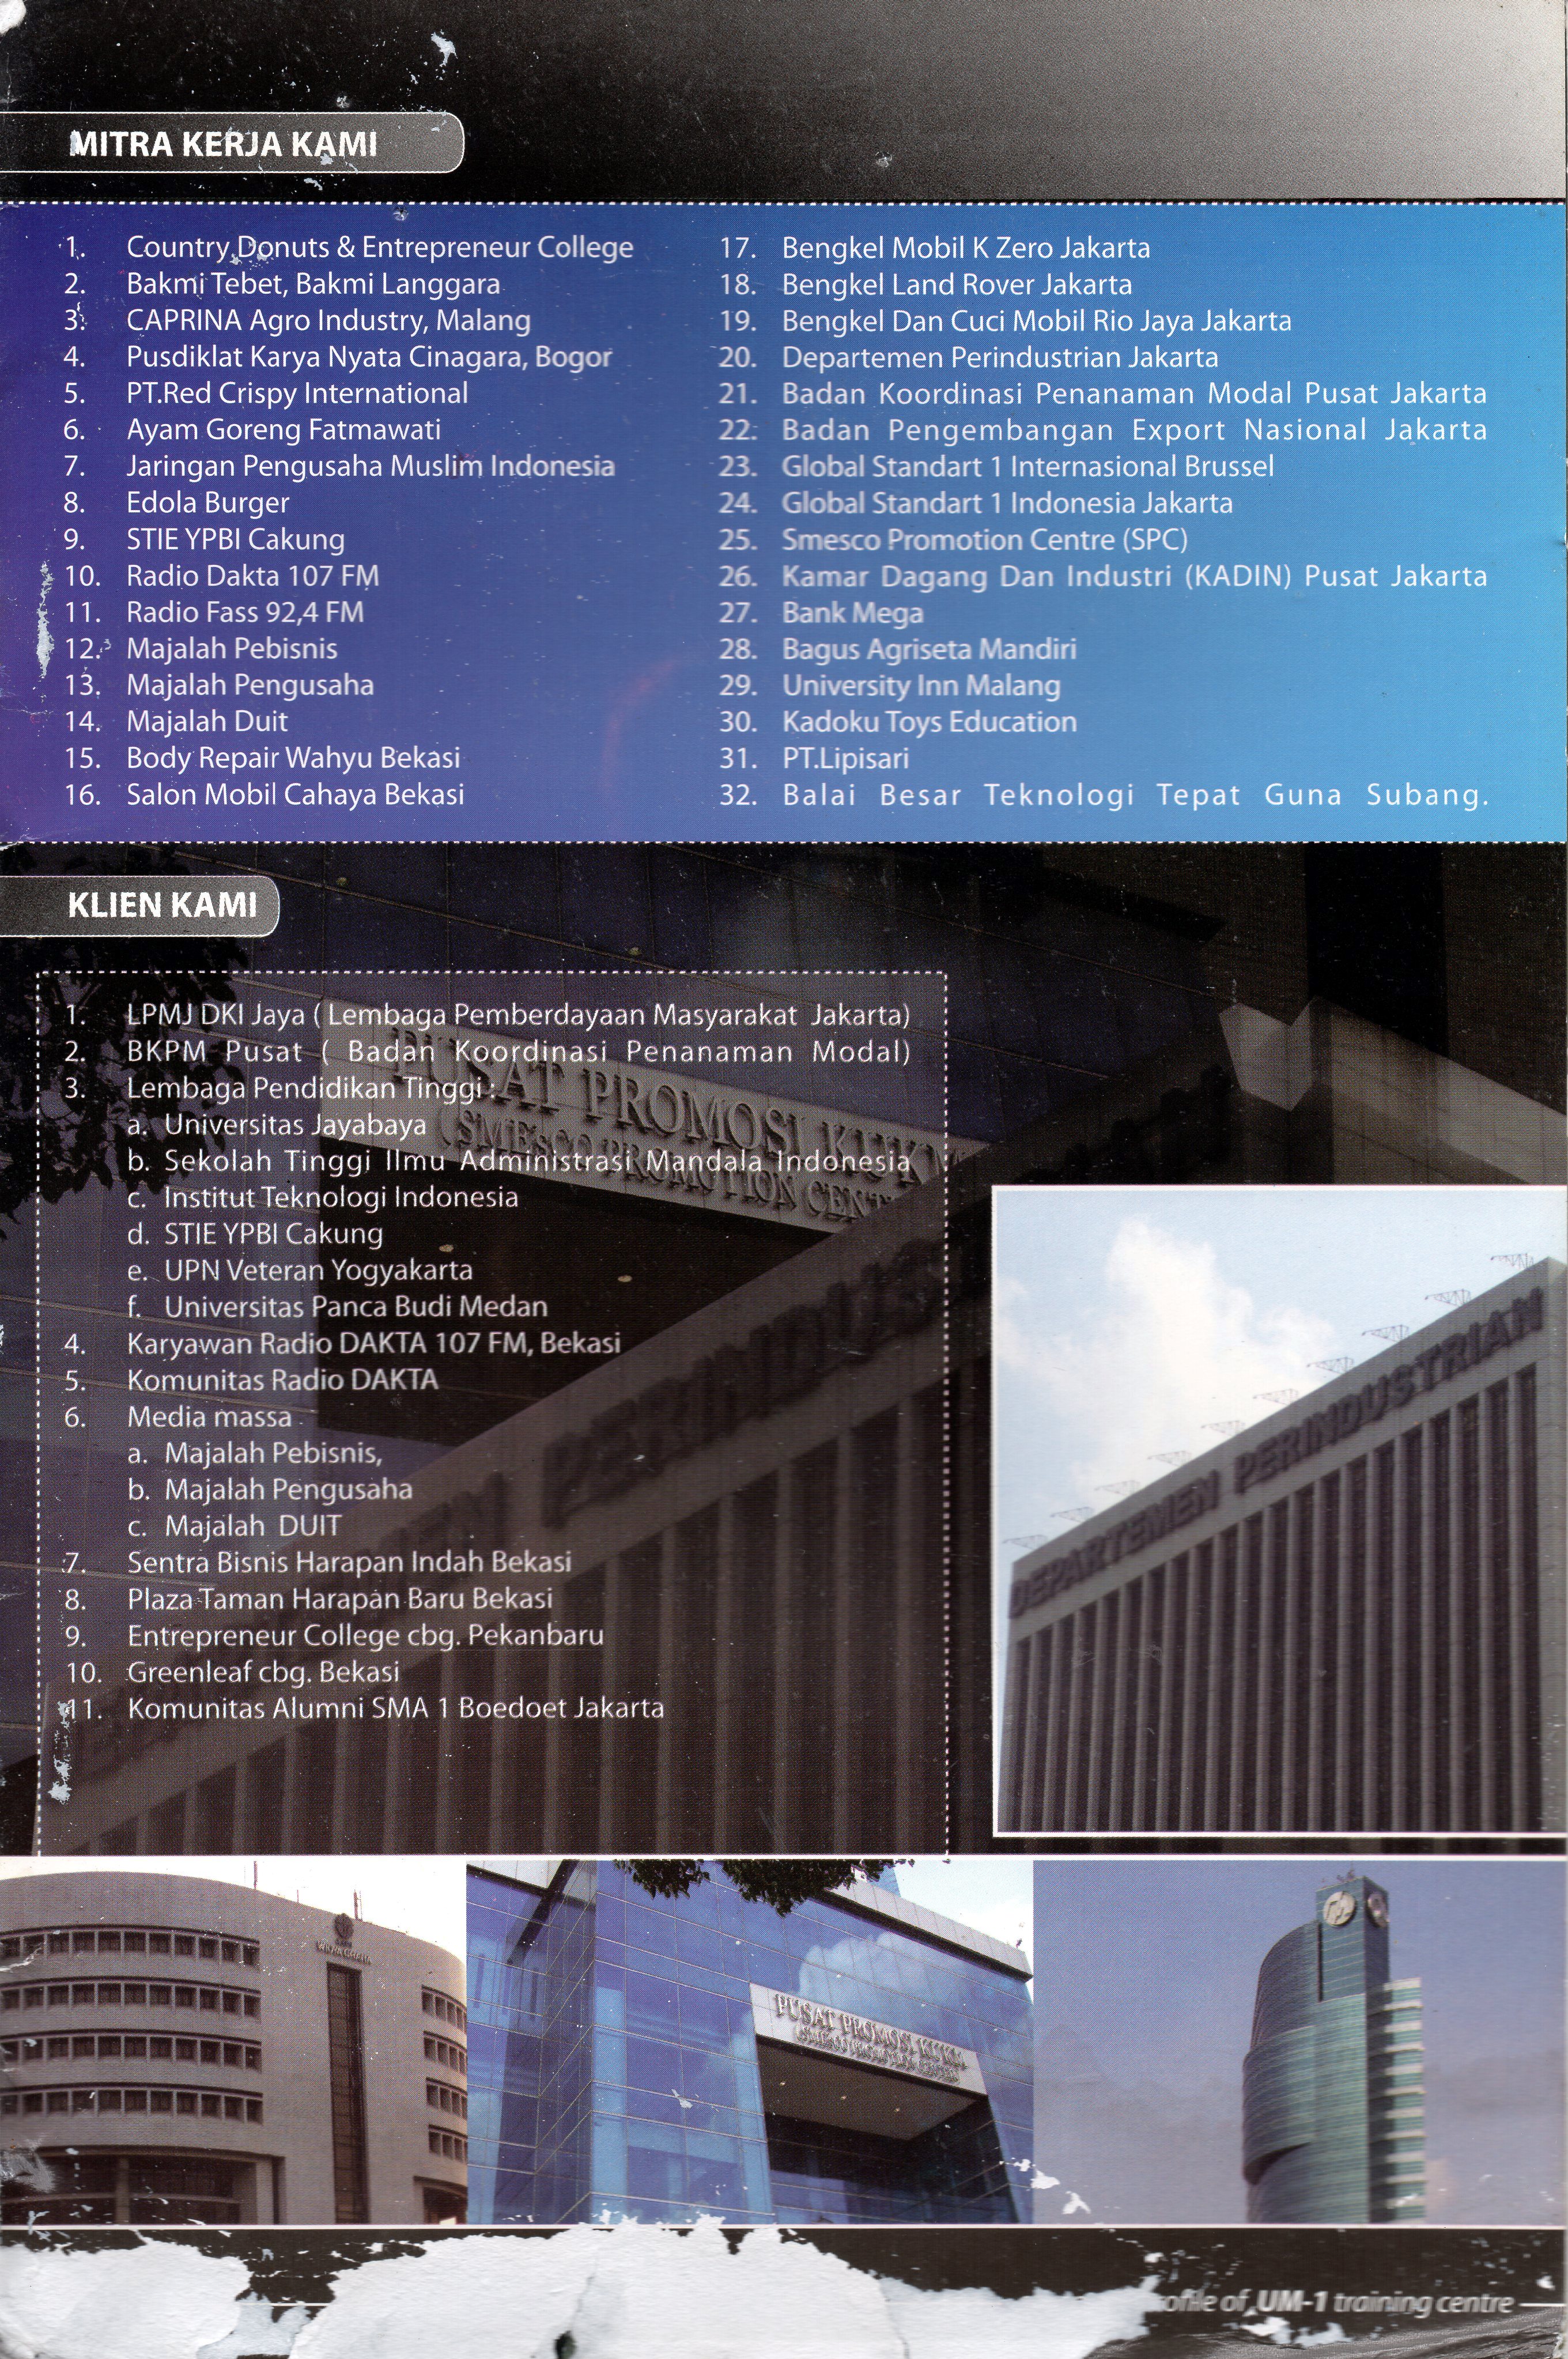 MITRA KERJA KAMI
1. Country Donuts & Entrepreneur College
2. Bakmi Tebet, Bakmi Langgara
3. CAPRINA Agro Industry, Malang
4. Pusdiklat Karya Nyata Cinagara, Bogor
5. PT.Red Crispy International
6. Ayam Goreng Fatmawati
7. Jaringan Pengusaha Muslim Indonesia
8. Edola Burger
9. STIE YPBI Cakung
10. Radio Dakta 107 FM
11. Radio Fass 92,4 FM
12. Majalah Pebisnis
13. Majalah Pengusaha
14. Majalah Duit
15. Body Repair Wahyu Bekasi
16. Salon Mobil Cahaya Bekasi
17. Bengkel Mobil K Zero Jakarta
18. Bengkel Land Rover Jakarta
19. Bengkel Dan Cuci Mobil Rio Jaya Jakarta
20. Departemen Perindustrian Jakarta
21. Badan Koordinasi Penanaman Modal Pusat Jakarta
22. Badan Pengembangan Export Nasional Jakarta
23. Global Standart 1 Internasional Brussel
24. Global Standart 1 Indonesia Jakarta
25. Smesco Promotion Centre (SPC)
26. Kamar Dagang Dan Industri (KADIN) Pusat Jakarta
27. Bank Mega
28. Bagus Agriseta Mandiri
29. University Inn Malang
30. Kadoku Toys Education
31. PT.Lipisari
32. Balai Besar Teknologi Tepat Guna Subang.
KLIEN KAMI
1. LPMJ DKI Jaya ( Lembaga Pemberdayaan Masyarakat Jakarta)
2. BKPM Pusat ( Badan Koordinasi Penanaman Modal)
3. Lembaga Pendidikan Tinggi :
a. Universitas Jayabaya
b. Sekolah Tinggi Ilmu Administrasi Mandala Indonesia
c. Institut Teknologi Indonesia
d. STIE YPBI Cakung
e. UPN Veteran Yogyakarta
f. Universitas Panca Budi Medan
4. Karyawan Radio DAKTA 107 FM, Bekasi
5. Komunitas Radio DAKTA
6. Media massa
a. Majalah Pebisnis,
b. Majalah Pengusaha
c. Majalah DUIT
7. Sentra Bisnis Harapan Indah Bekasi
8. Plaza Taman Harapan Baru Bekasi
9. Entrepreneur College cbg. Pekanbaru
10. Greenleaf cbg. Bekasi
11. Komunitas Alumni SMA 1 Boedoet Jakarta
PUSAT PROMOSI KUKM
(SMESCO PROMOTION
DEPARTEMEN PERINDUSTRIAN
PUSAT PROMOSI KUKM
of UM-1 training centre